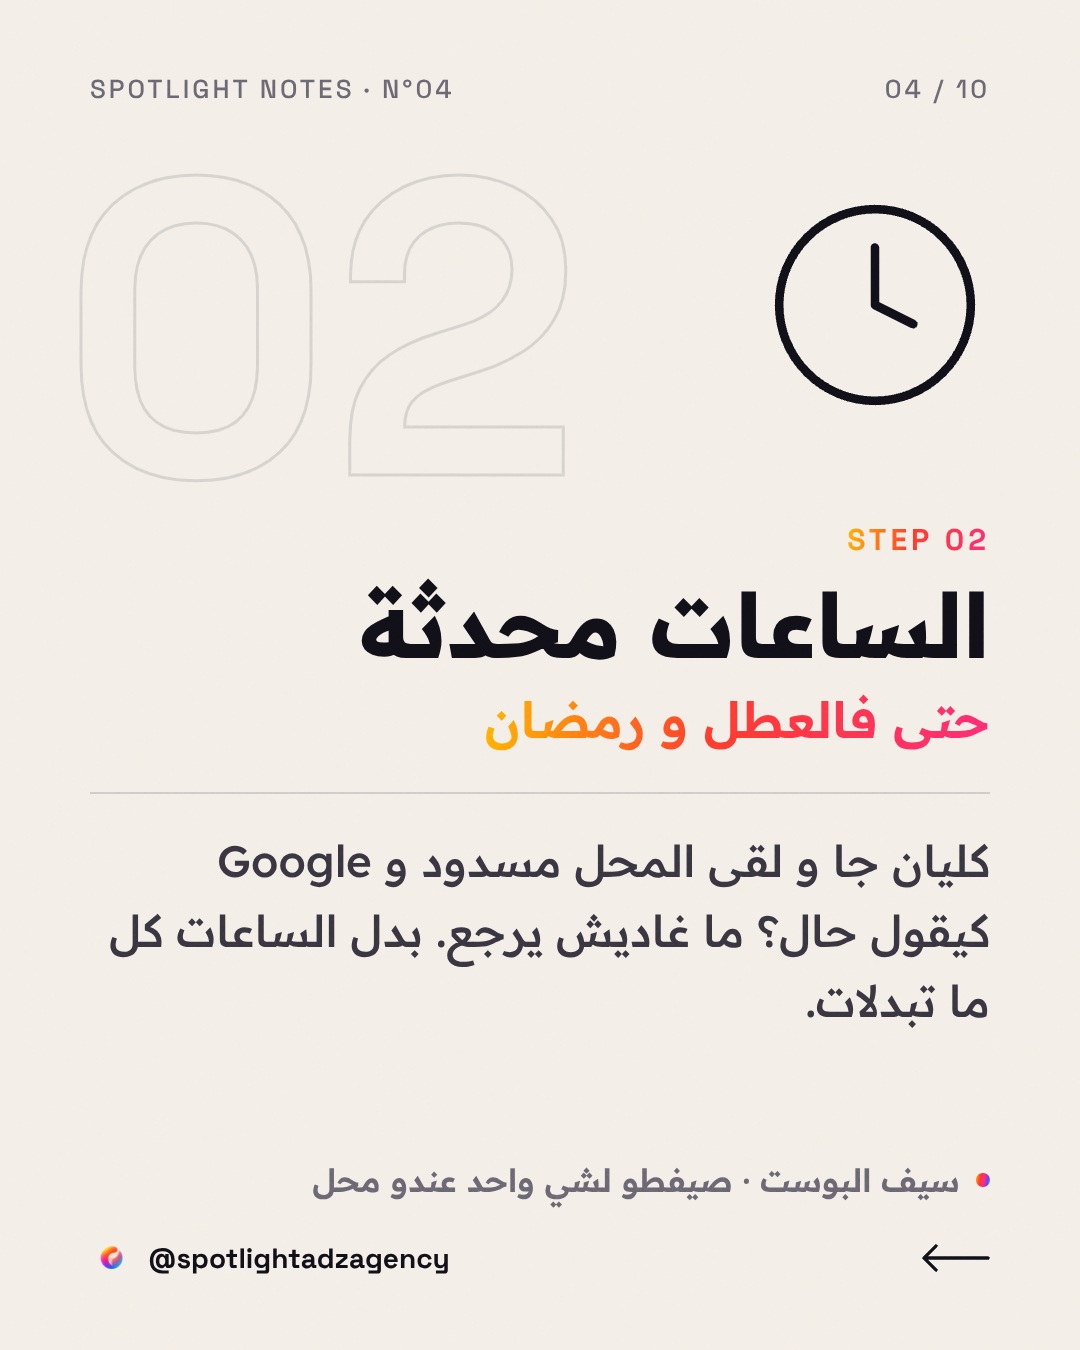 SPOTLIGHT NOTES · N°04
04 / 10
02
STEP 02
الساعات محدثة
حتى فالعطل و رمضان
كليان جا و لقى المحل مسدود و Google
كيقول حال؟ ما غاديش يرجع. بدل الساعات كل
ما تبدلات.
سيف البوست · صيفطو لشي واحد عندو محل
@spotlightadzagency